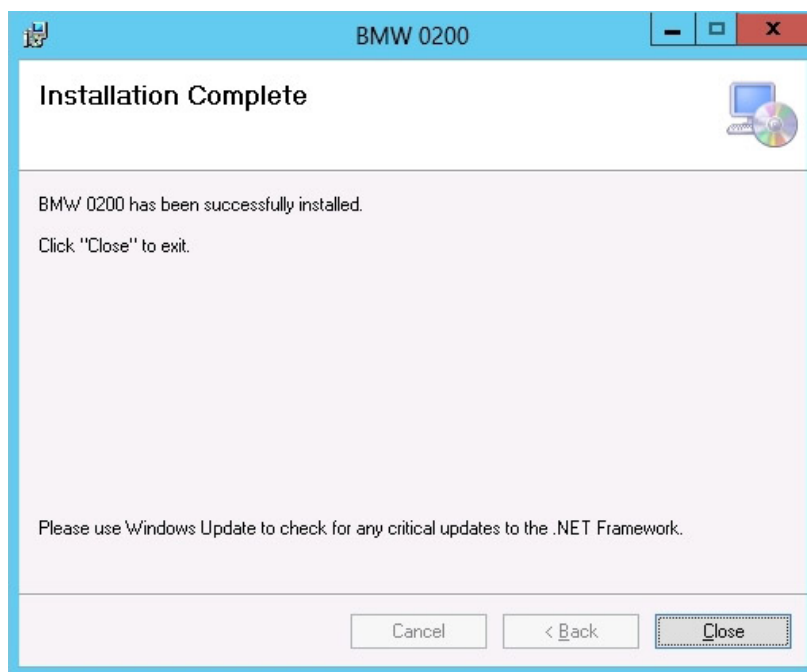 BMW 0200
Installation Complete
BMW 0200 has been successfully installed.
Click "Close" to exit.
Please use Windows Update to check for any critical updates to the .NET Framework.
Cancel
< Back
Close